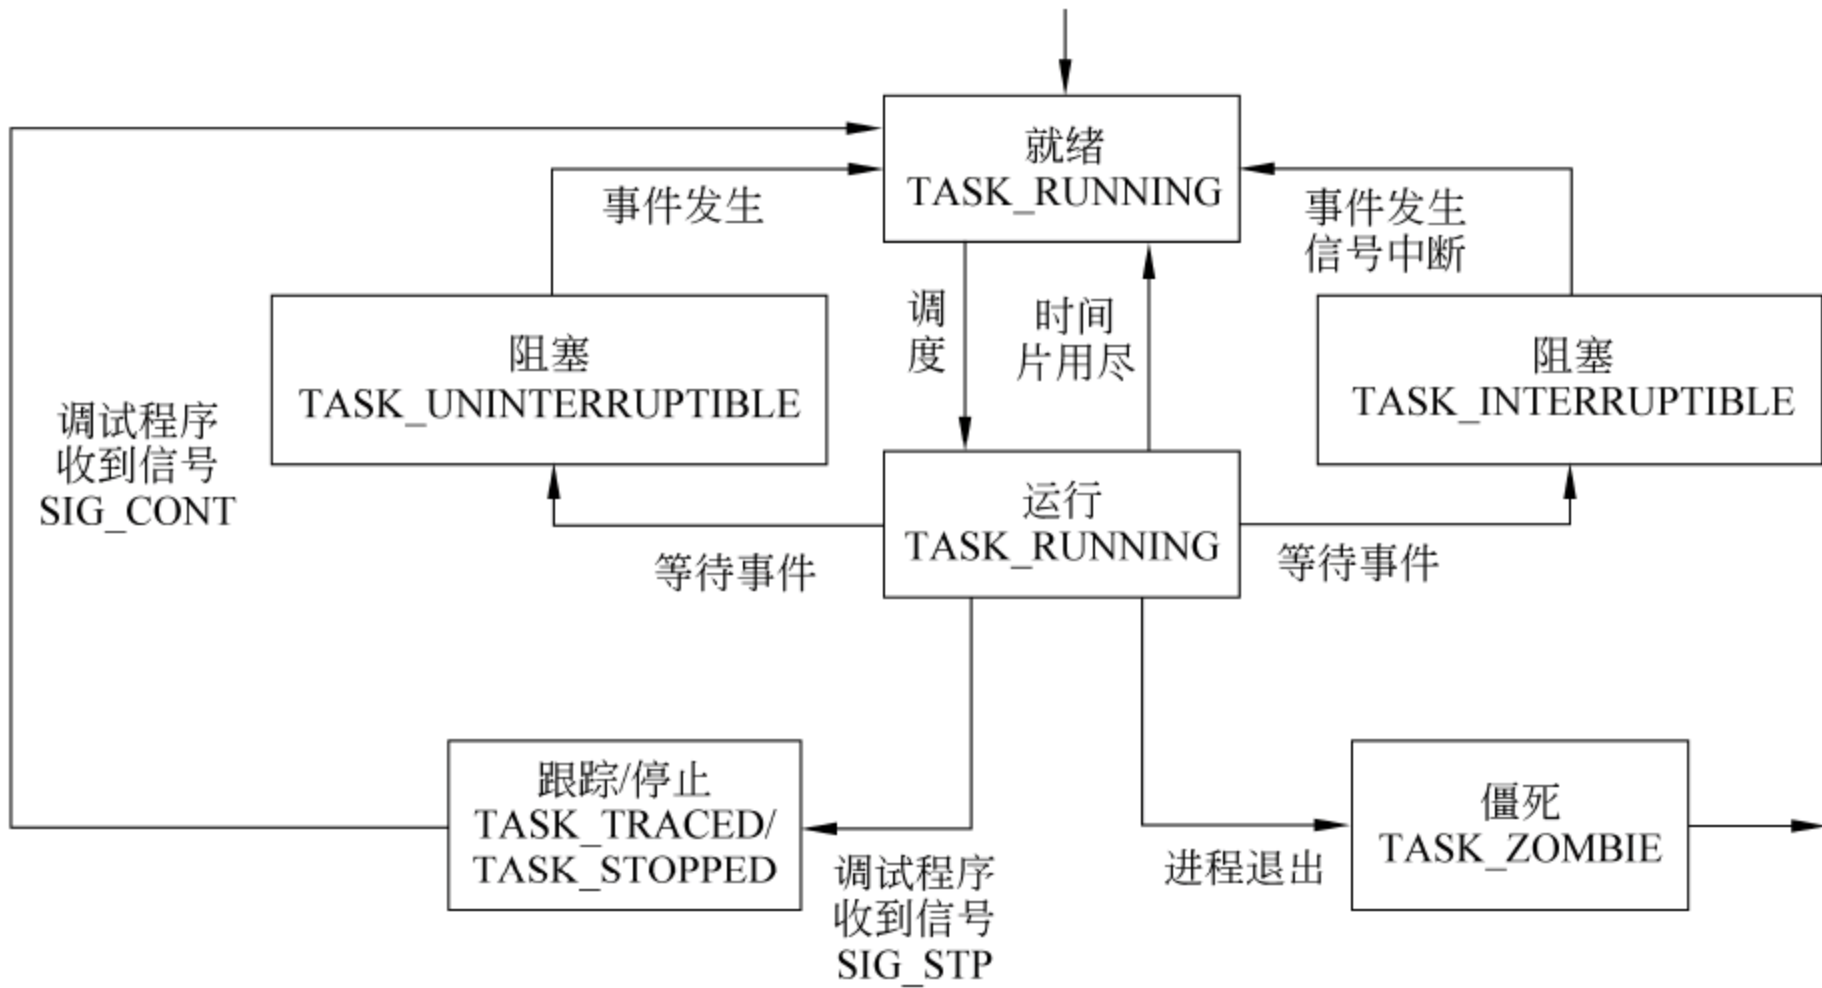 就绪
TASK_RUNNING
事件发生
事件发生
信号中断
调
度
时间
片用尽
阻塞
TASK_UNINTERRUPTIBLE
阻塞
TASK_INTERRUPTIBLE
调试程序
收到信号
SIG_CONT
运行
TASK_RUNNING
等待事件
等待事件
跟踪/停止
TASK_TRACED/
TASK_STOPPED
僵死
TASK_ZOMBIE
调试程序
收到信号
SIG_STP
进程退出